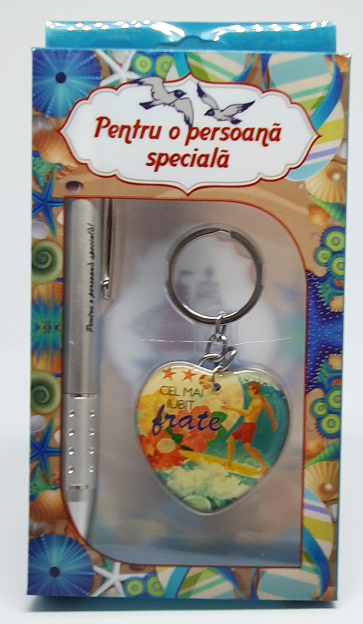 Pentru o persoană
specială
Pentru o persoană specială!
CEL MAI
IUBIT
frate